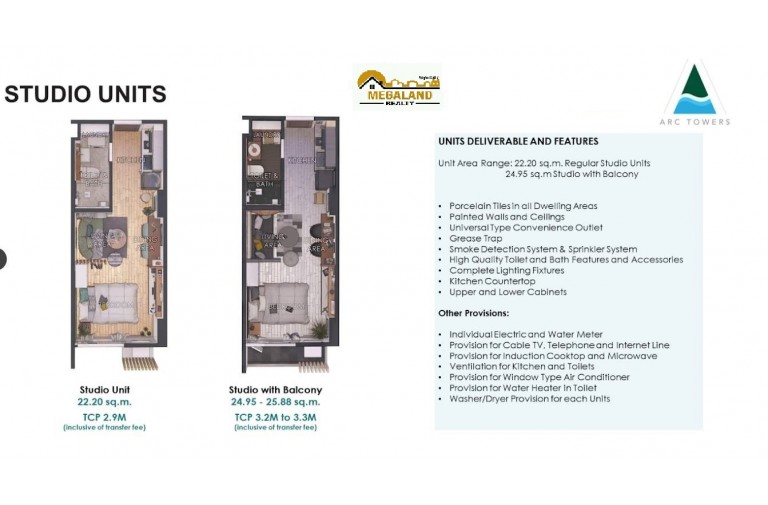 STUDIO UNITS
MEGALAND
REALTY
ARC TOWERS
LAUNDRY
KITCHEN
TOILET &
BATH
LIVING
AREA
DINING
AREA
Studio Unit
22.20 sq.m.
TCP 2.9M
(inclusive of transfer fee)
Studio with Balcony
24.95 - 25.88 sq.m.
TCP 3.2M to 3.3M
(inclusive of transfer fee)
UNITS DELIVERABLE AND FEATURES
Unit Area Range: 22.20 sq.m. Regular Studio Units
24.95 sq.m Studio with Balcony
• Porcelain Tiles in all Dwelling Areas
• Painted Walls and Ceilings
• Universal Type Convenience Outlet
• Grease Trap
• Smoke Detection System & Sprinkler System
• High Quality Toilet and Bath Features and Accessories
• Complete Lighting Fixtures
• Kitchen Countertop
• Upper and Lower Cabinets
Other Provisions:
• Individual Electric and Water Meter
• Provision for Cable TV, Telephone and Internet Line
• Provision for Induction Cooktop and Microwave
• Ventilation for Kitchen and Toilets
• Provision for Window Type Air Conditioner
• Provision for Water Heater in Toilet
• Washer/Dryer Provision for each Units